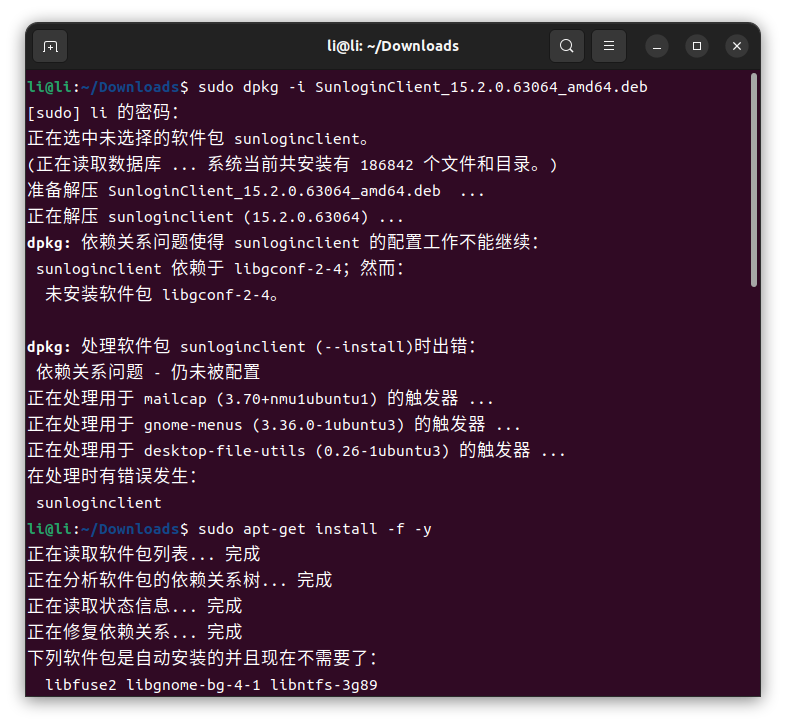 li@li: ~/Downloads
li@li:~/Downloads$ sudo dpkg -i SunloginClient_15.2.0.63064_amd64.deb
[sudo] li 的密码：
正在选中未选择的软件包 sunloginclient。
(正在读取数据库 ... 系统当前共安装有 186842 个文件和目录。)
准备解压 SunloginClient_15.2.0.63064_amd64.deb  ...
正在解压 sunloginclient (15.2.0.63064) ...
dpkg: 依赖关系问题使得 sunloginclient 的配置工作不能继续：
 sunloginclient 依赖于 libgconf-2-4；然而：
  未安装软件包 libgconf-2-4。
dpkg: 处理软件包 sunloginclient (--install)时出错：
 依赖关系问题 - 仍未被配置
正在处理用于 mailcap (3.70+nmu1ubuntu1) 的触发器 ...
正在处理用于 gnome-menus (3.36.0-1ubuntu3) 的触发器 ...
正在处理用于 desktop-file-utils (0.26-1ubuntu3) 的触发器 ...
在处理时有错误发生：
 sunloginclient
li@li:~/Downloads$ sudo apt-get install -f -y
正在读取软件包列表... 完成
正在分析软件包的依赖关系树... 完成
正在读取状态信息... 完成
正在修复依赖关系... 完成
下列软件包是自动安装的并且现在不需要了：
  libfuse2 libgnome-bg-4-1 libntfs-3g89